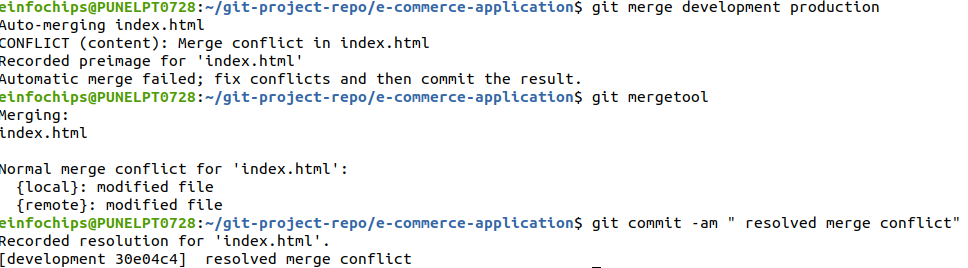 einfochips@PUNELPT0728:~/git-project-repo/e-commerce-application$ git merge development production
Auto-merging index.html
CONFLICT (content): Merge conflict in index.html
Recorded preimage for 'index.html'
Automatic merge failed; fix conflicts and then commit the result.
einfochips@PUNELPT0728:~/git-project-repo/e-commerce-application$ git mergetool
Merging:
index.html

Normal merge conflict for 'index.html':
  {local}: modified file
  {remote}: modified file
einfochips@PUNELPT0728:~/git-project-repo/e-commerce-application$ git commit -am " resolved merge conflict"
Recorded resolution for 'index.html'.
[development 30e04c4]  resolved merge conflict